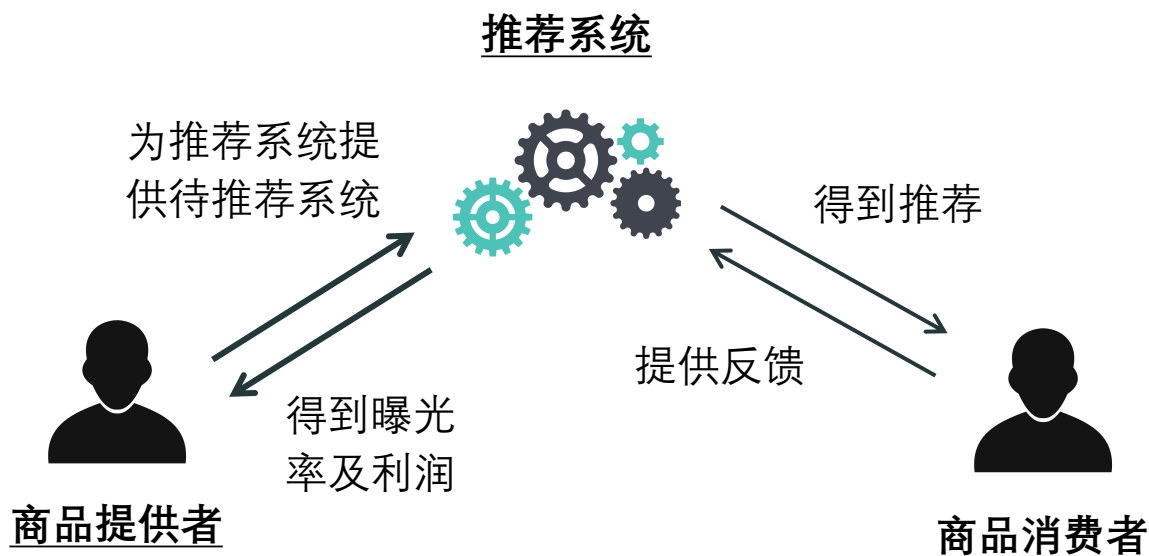 推荐系统
为推荐系统提
供待推荐系统
得到推荐
提供反馈
得到曝光
率及利润
商品提供者
商品消费者